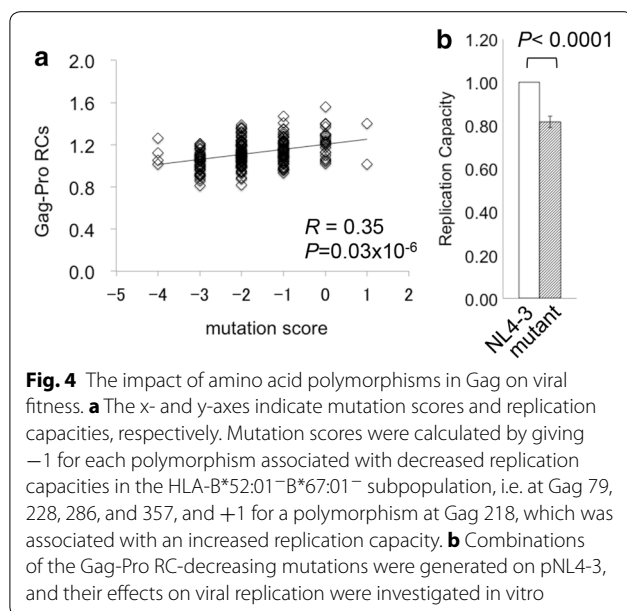 a
b
2.0
1.6
1.2
0.8
0.4
0.0
Gag-Pro RCs
R = 0.35
P=0.03x10-6
−5 −4 −3 −2 −1 0 1 2
mutation score
P< 0.0001
1.20
1.00
0.80
0.60
0.40
0.20
0.00
Replication Capacity
NL4-3
mutant
Fig. 4 The impact of amino acid polymorphisms in Gag on viral
fitness. a The x- and y-axes indicate mutation scores and replication
capacities, respectively. Mutation scores were calculated by giving
−1 for each polymorphism associated with decreased replication
capacities in the HLA-B*52:01−B*67:01− subpopulation, i.e. at Gag 79,
228, 286, and 357, and +1 for a polymorphism at Gag 218, which was
associated with an increased replication capacity. b Combinations
of the Gag-Pro RC-decreasing mutations were generated on pNL4-3,
and their effects on viral replication were investigated in vitro